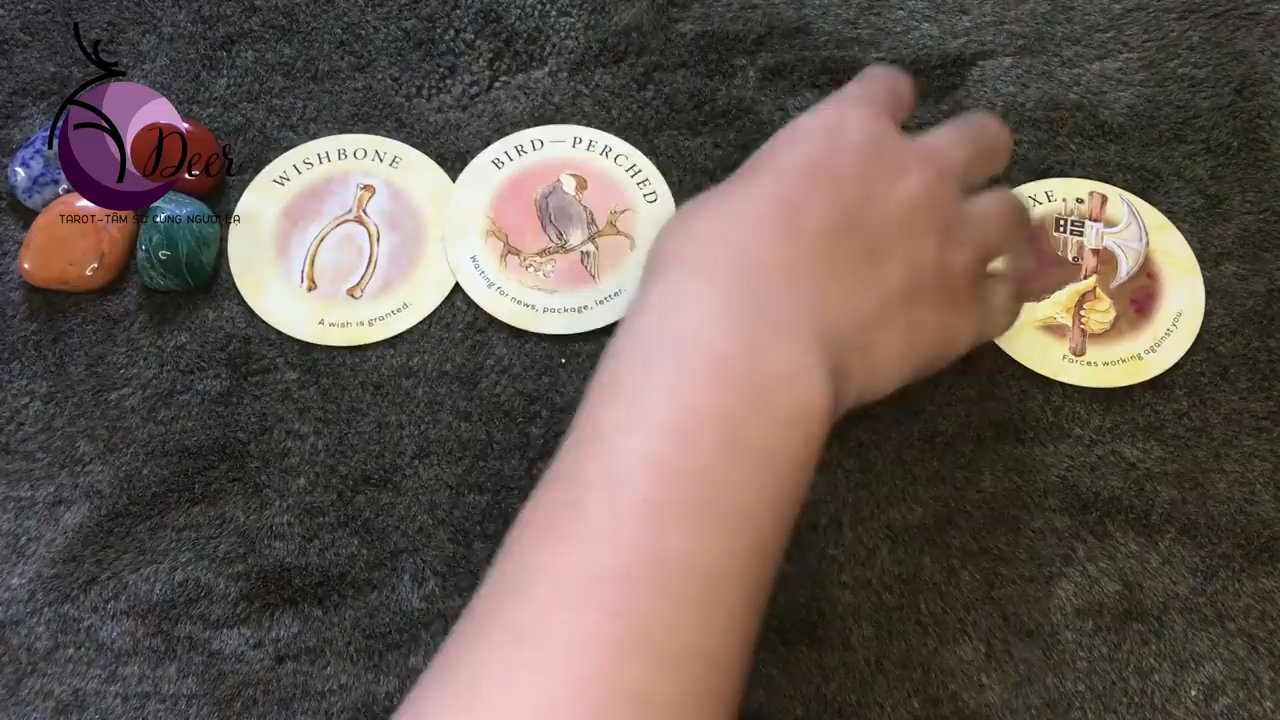 Deer
TAROT-TÂM SỰ CÙNG NGƯỜI LẠ
WISHBONE
A wish is granted.
BIRD—PERCHED
Waiting for news, package, letter.
XE
Forces working against you.